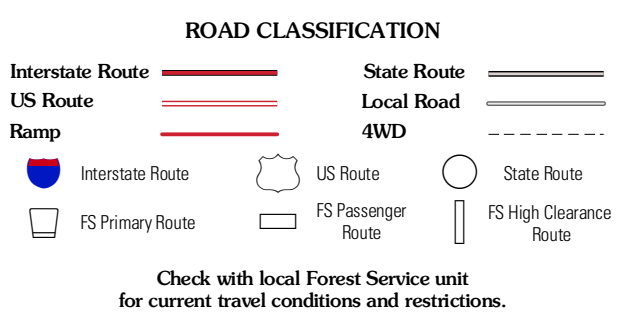 ROAD CLASSIFICATION
Interstate Route
State Route
US Route
Local Road
Ramp
4WD
Interstate Route
US Route
State Route
FS Primary Route
FS Passenger
Route
FS High Clearance
Route
Check with local Forest Service unit
for current travel conditions and restrictions.